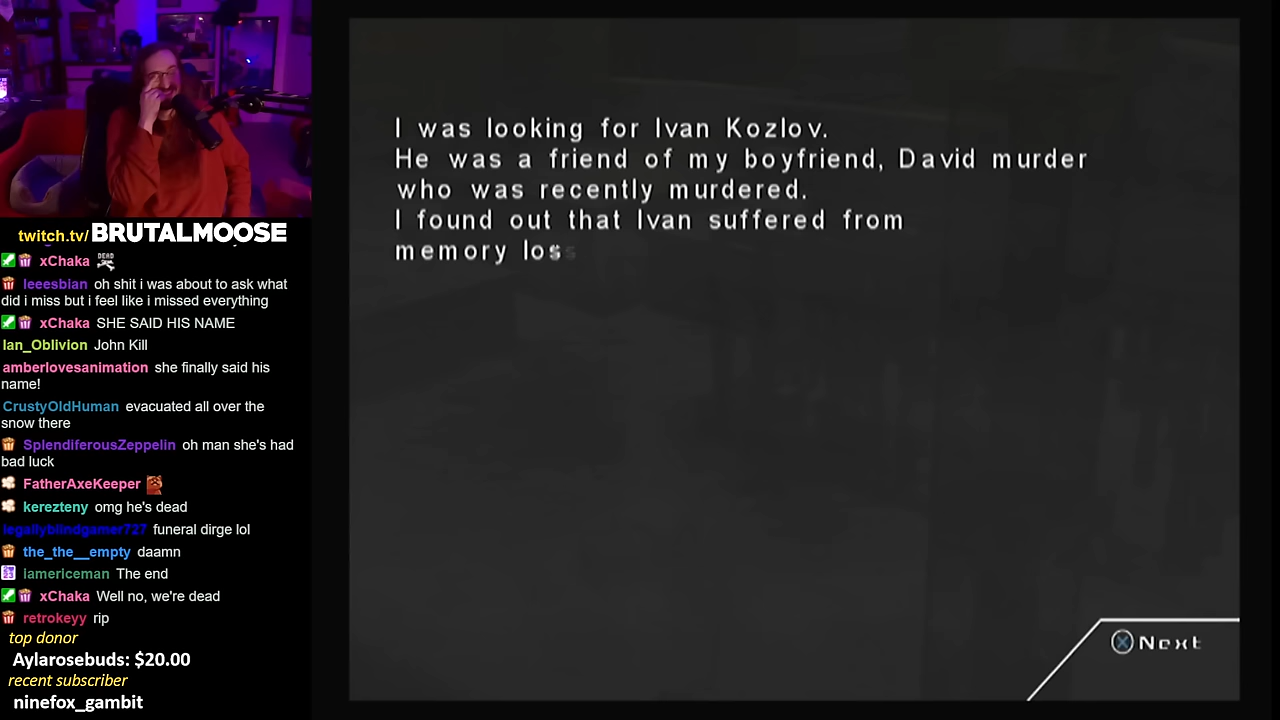 twitch.tv/BRUTALMOOSE
xChaka
leeesbian oh shit i was about to ask what
did i miss but i feel like i missed everything
xChaka SHE SAID HIS NAME
Ian_Oblivion John Kill
amberlovesanimation she finally said his
name!
CrustyOldHuman evacuated all over the
snow there
SplendiferousZeppelin oh man she's had
bad luck
FatherAxeKeeper
kerezteny omg he's dead
legallyblindgamer727 funeral dirge lol
the_the__empty daamn
iamericeman The end
xChaka Well no, we're dead
retrokeyy rip
top donor
Aylarosebuds: $20.00
recent subscriber
ninefox_gambit
I was looking for Ivan Kozlov.
He was a friend of my boyfriend, David murder
who was recently murdered.
I found out that Ivan suffered from
memory loss
Next